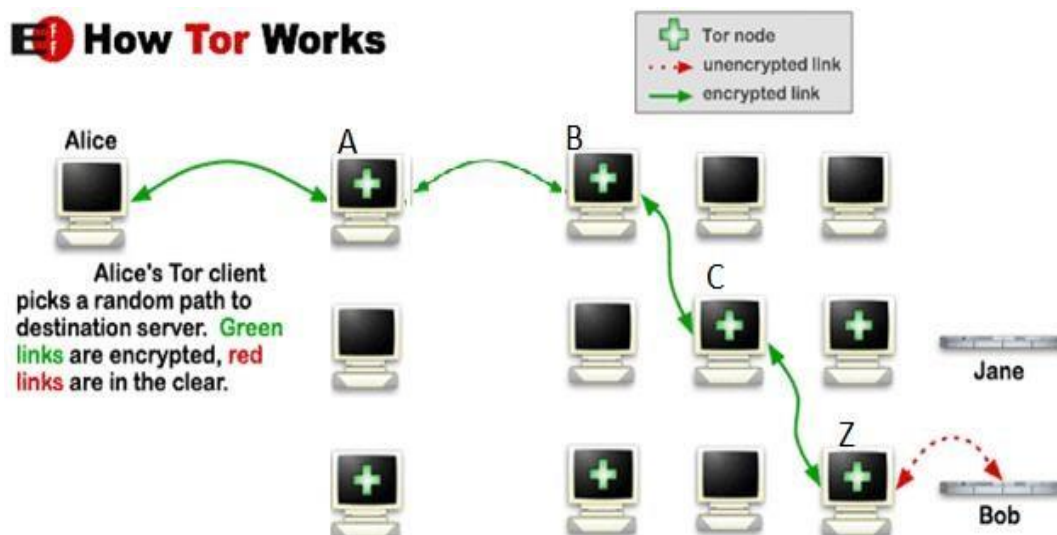 EFF How Tor Works
Tor node
unencrypted link
encrypted link
Alice
A
B
Alice's Tor client
picks a random path to
destination server. Green
links are encrypted, red
links are in the clear.
C
Jane
Z
Bob